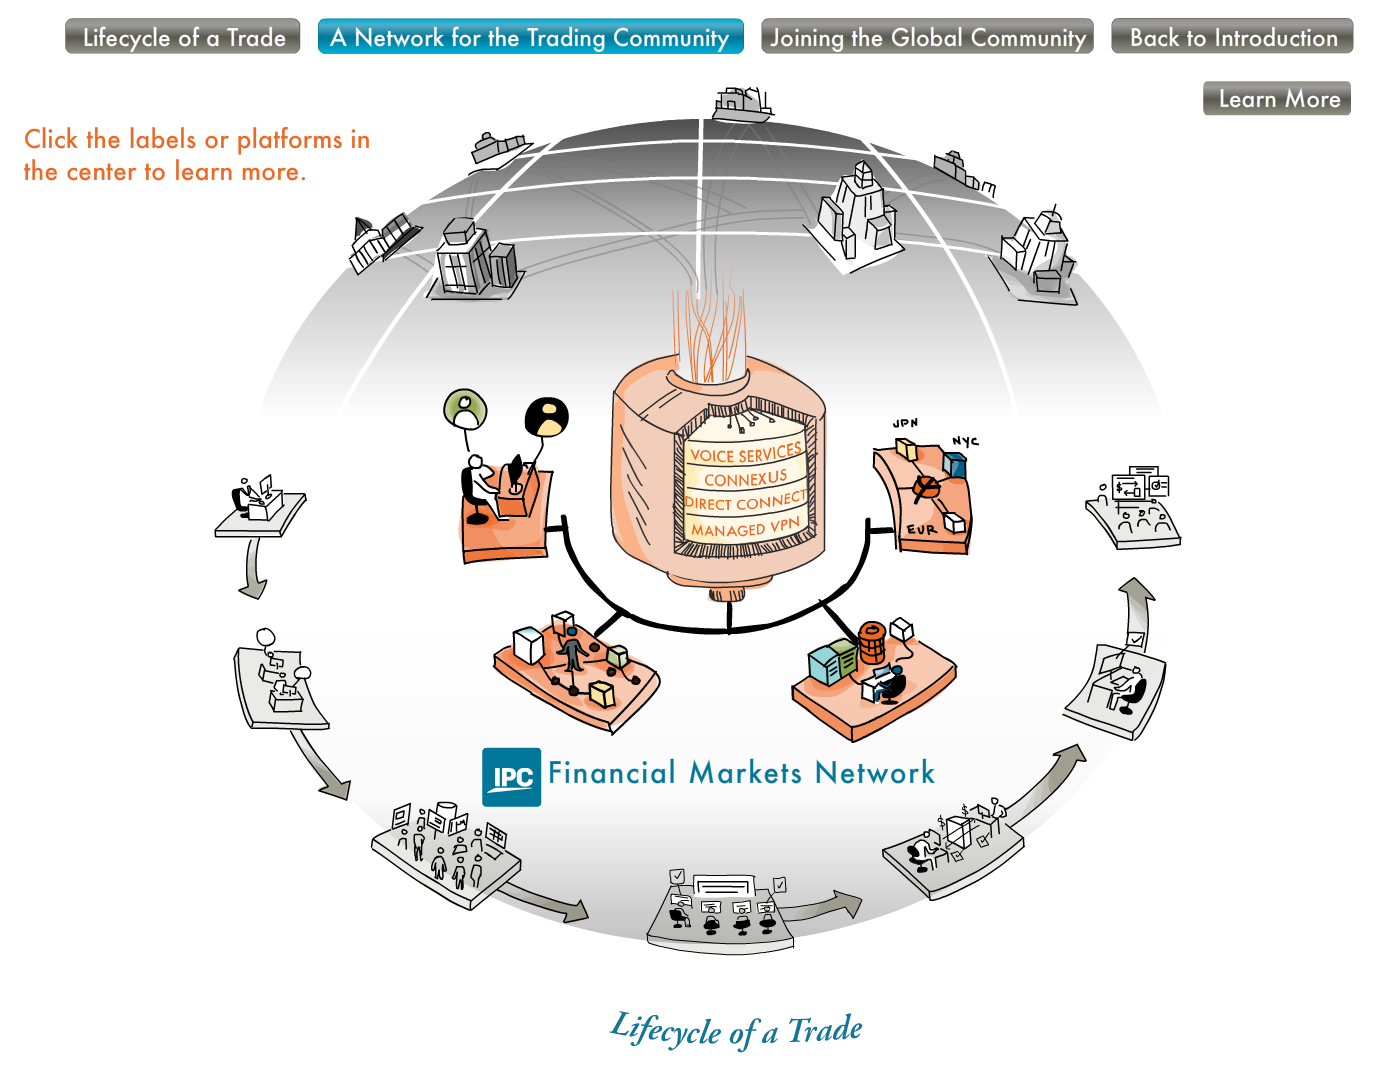 Lifecycle of a Trade
A Network for the Trading Community
Joining the Global Community
Back to Introduction
Learn More
Click the labels or platforms in
the center to learn more.
VOICE SERVICES
CONNEXUS
DIRECT CONNECT
MANAGED VPN
JPN
NYC
EUR
IPC Financial Markets Network
Lifecycle of a Trade